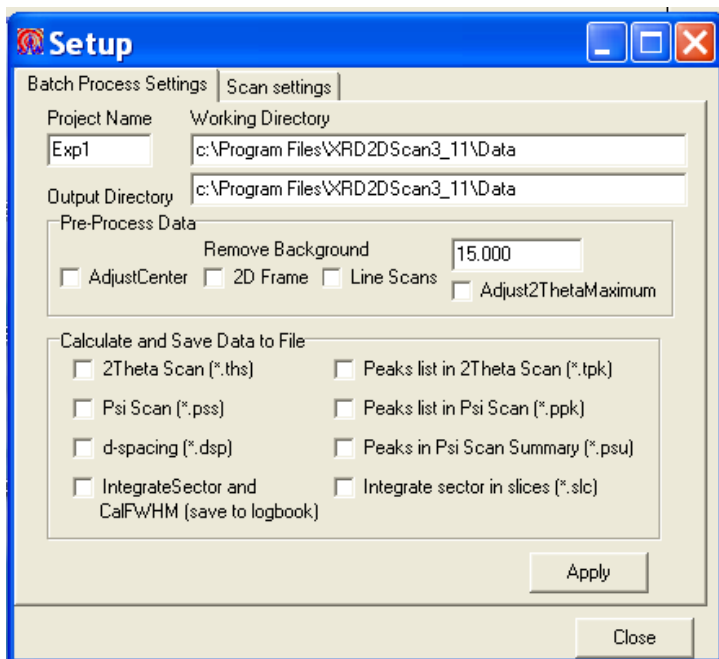 Setup
Batch Process Settings Scan settings
Project Name Working Directory
Exp1 c:\Program Files\XRD2DScan3_11\Data
Output Directory c:\Program Files\XRD2DScan3_11\Data
Pre-Process Data
Remove Background 15.000
AdjustCenter 2D Frame Line Scans Adjust2ThetaMaximum
Calculate and Save Data to File
2Theta Scan (*.ths) Peaks list in 2Theta Scan (*.tpk)
Psi Scan (*.pss) Peaks list in Psi Scan (*.ppk)
d-spacing (*.dsp) Peaks in Psi Scan Summary (*.psu)
IntegrateSector and Integrate sector in slices (*.slc)
CalFWHM (save to logbook)
Apply
Close